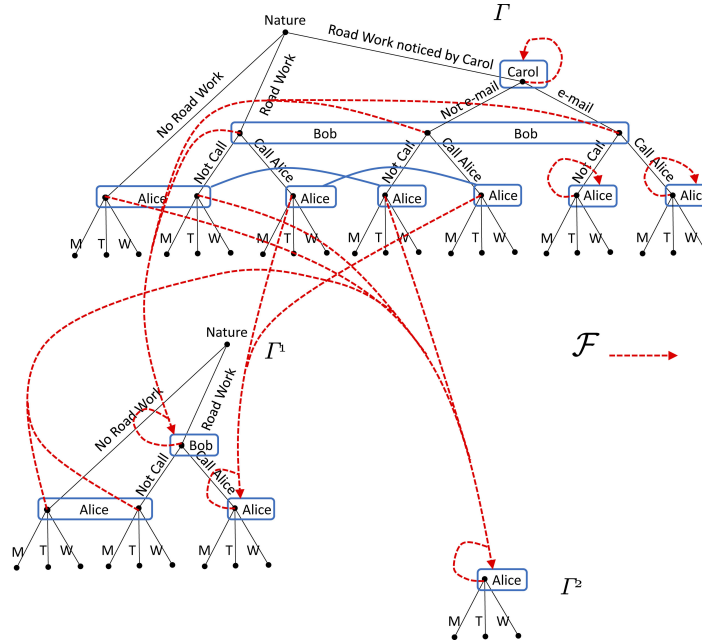 Nature
Γ
Road Work noticed by Carol
Carol
No Road Work
Road Work
Not e-mail
e-mail
Bob
Bob
Not Call
Call Alice
Not Call
Call Alice
Not Call
Call Alice
Alice
Alice
Alice
Alice
Alice
Alic
M T W
M T W
M T W
M T W
M T W
M T W
M T W
Nature
Γ¹
ℱ
No Road Work
Road Work
Bob
Not Call
Call Alice
Alice
Alice
M T W
M T W
M T W
Alice
Γ²
M T W